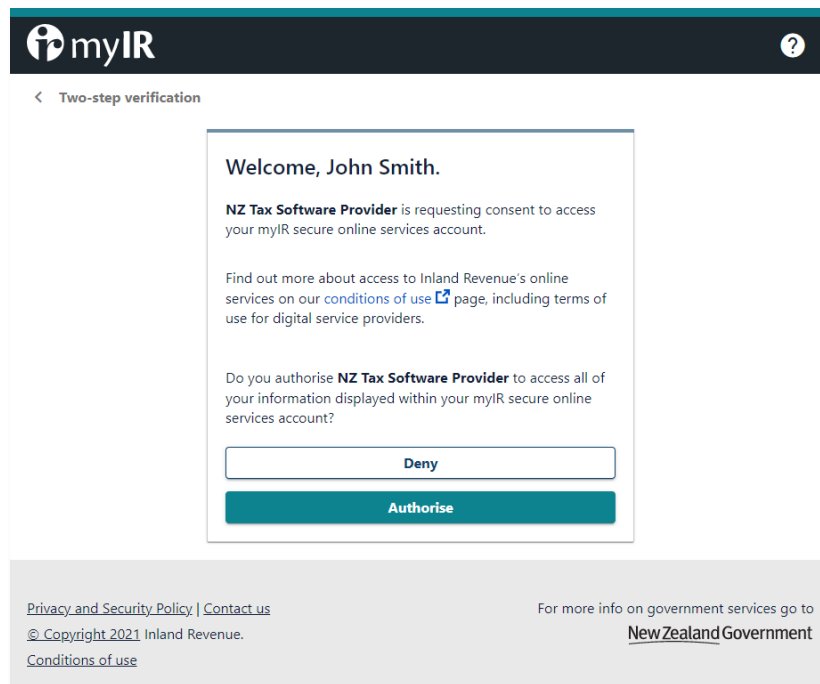 ir myIR
?
< Two-step verification
Welcome, John Smith.
NZ Tax Software Provider is requesting consent to access
your myIR secure online services account.
Find out more about access to Inland Revenue's online
services on our conditions of use page, including terms of
use for digital service providers.
Do you authorise NZ Tax Software Provider to access all of
your information displayed within your myIR secure online
services account?
Deny
Authorise
Privacy and Security Policy | Contact us
© Copyright 2021 Inland Revenue.
Conditions of use
For more info on government services go to
New Zealand Government